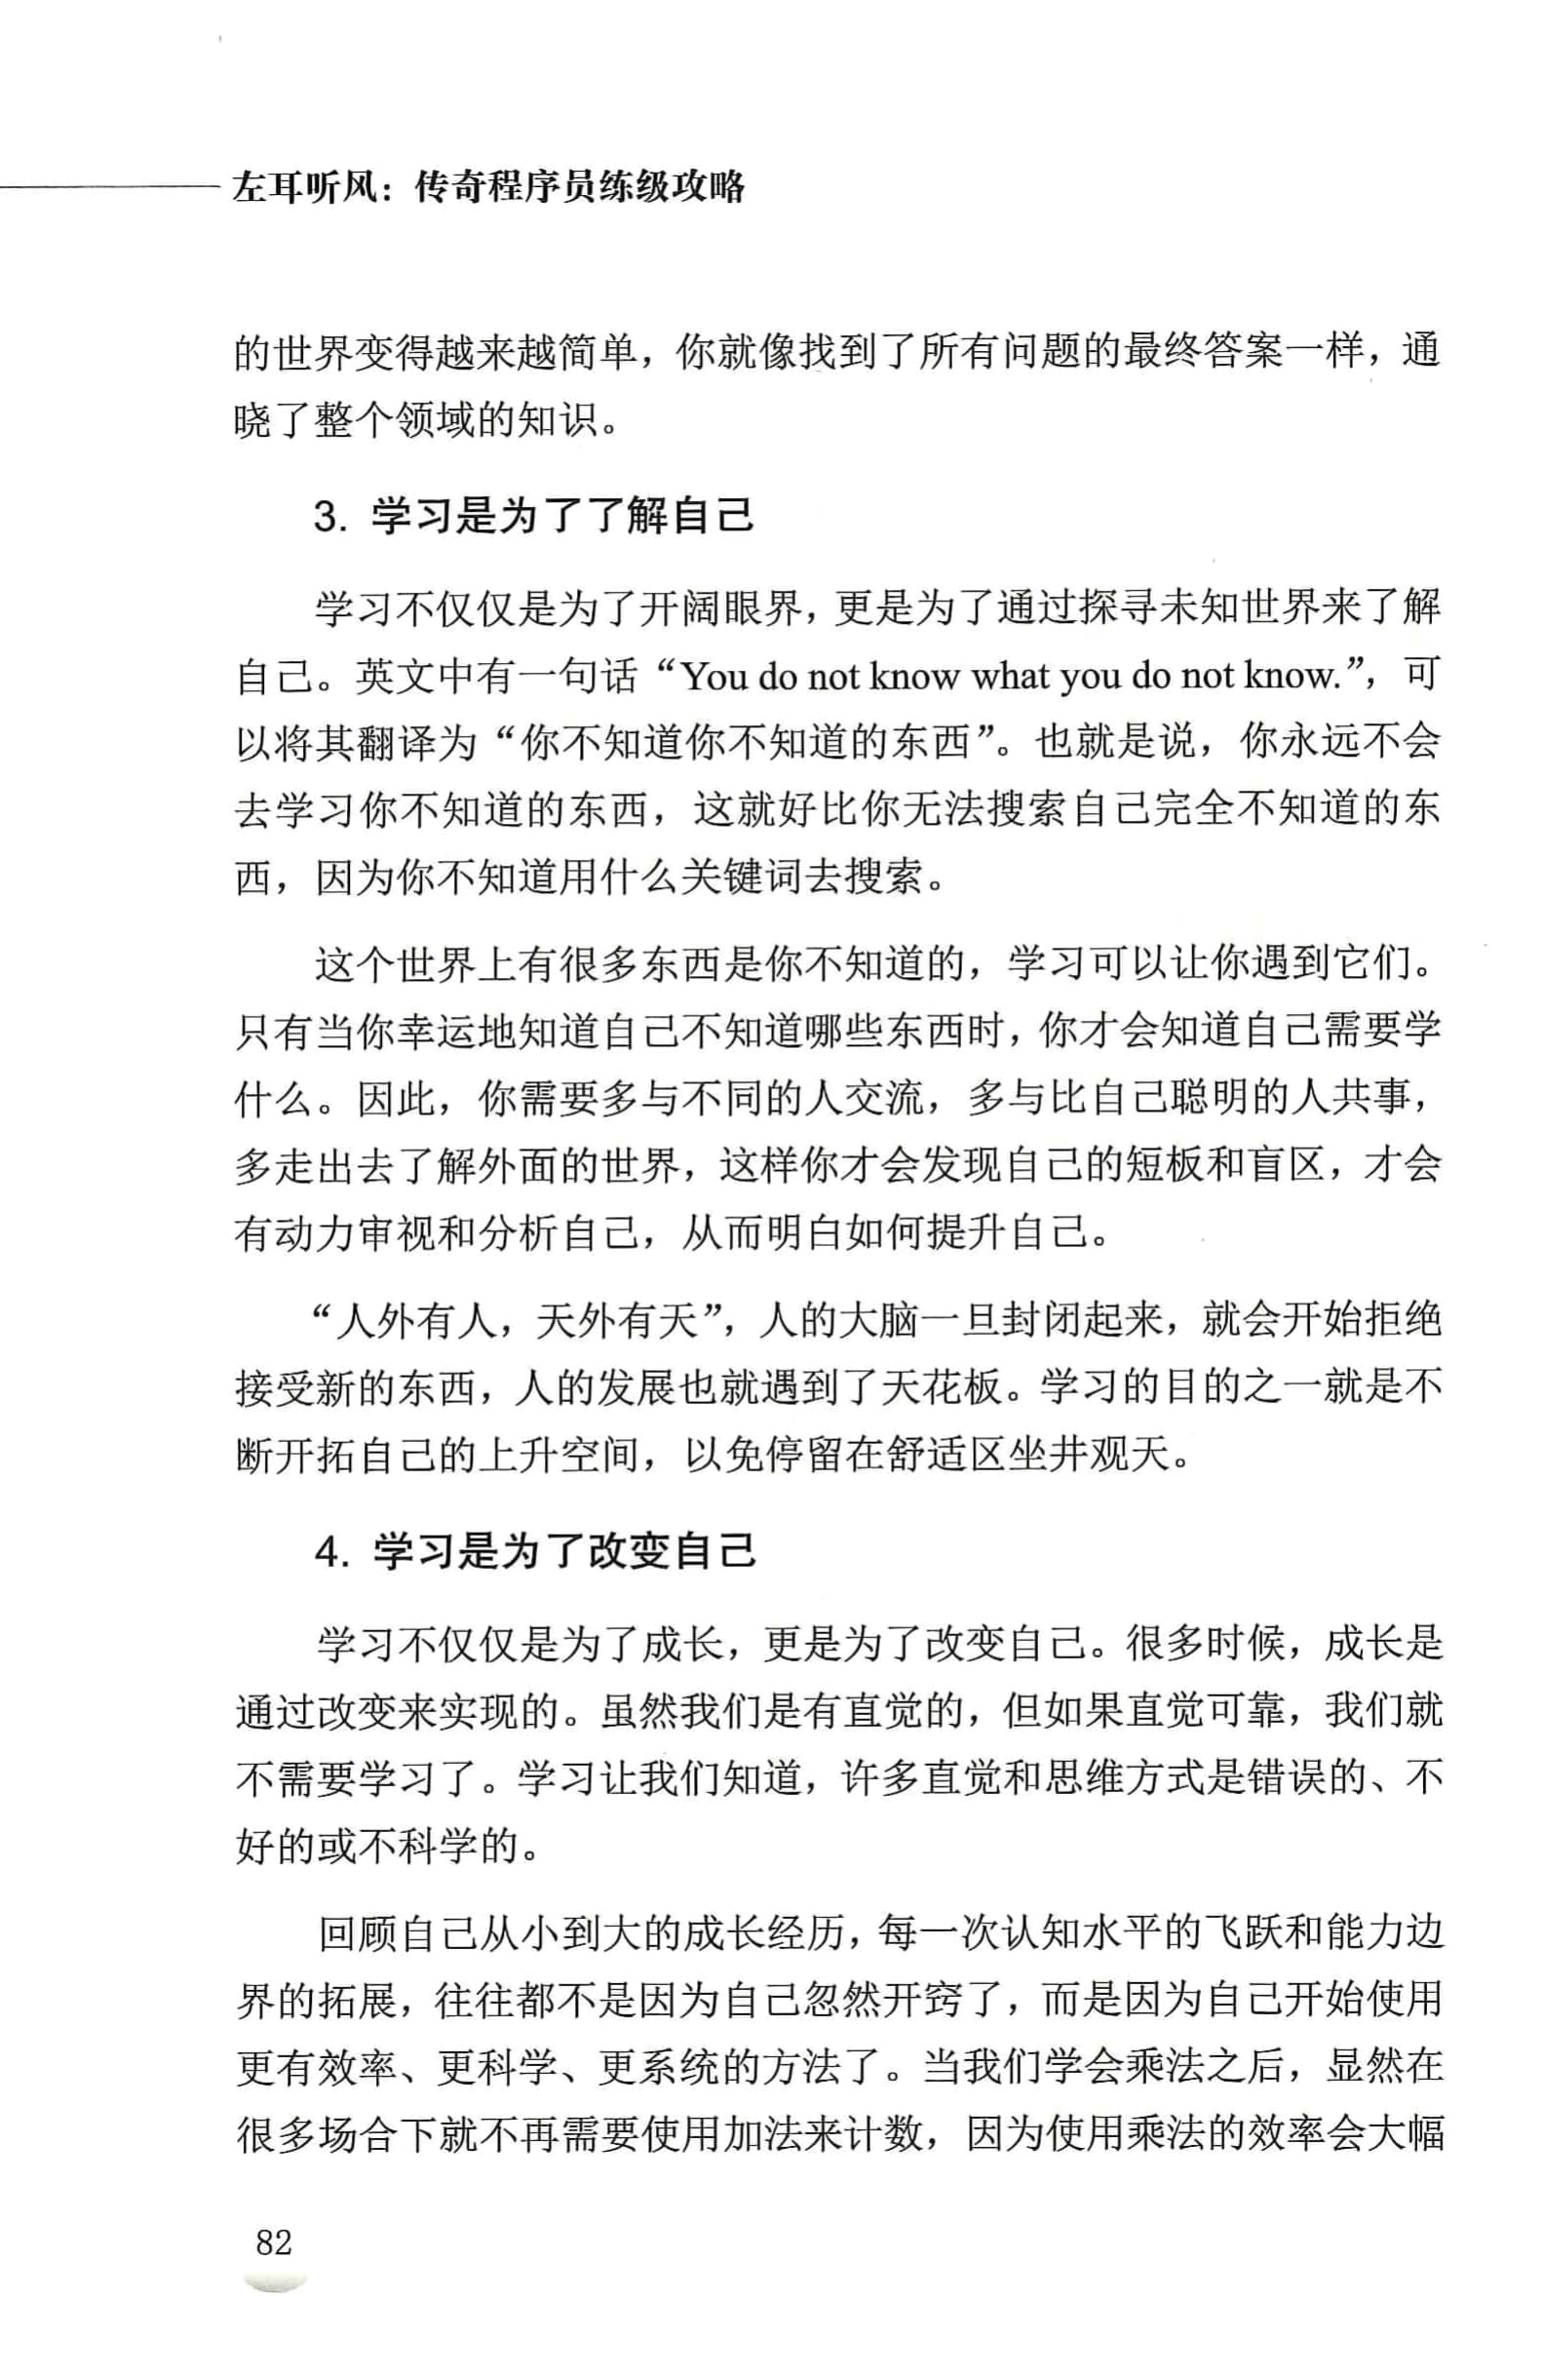 左耳听风：传奇程序员练级攻略
的世界变得越来越简单，你就像找到了所有问题的最终答案一样，通
晓了整个领域的知识。
3. 学习是为了了解自己
学习不仅仅是为了开阔眼界，更是为了通过探寻未知世界来了解
自己。英文中有一句话“You do not know what you do not know.”，可
以将其翻译为“你不知道你不知道的东西”。也就是说，你永远不会
去学习你不知道的东西，这就好比你无法搜索自己完全不知道的东
西，因为你不知道用什么关键词去搜索。
这个世界上有很多东西是你不知道的，学习可以让你遇到它们。
只有当你幸运地知道自己不知道哪些东西时，你才会知道自己需要学
什么。因此，你需要多与不同的人交流，多与比自己聪明的人共事，
多走出去了解外面的世界，这样你才会发现自己的短板和盲区，才会
有动力审视和分析自己，从而明白如何提升自己。
“人外有人，天外有天”，人的大脑一旦封闭起来，就会开始拒绝
接受新的东西，人的发展也就遇到了天花板。学习的目的之一就是不
断开拓自己的上升空间，以免停留在舒适区坐井观天。
4. 学习是为了改变自己
学习不仅仅是为了成长，更是为了改变自己。很多时候，成长是
通过改变来实现的。虽然我们是有直觉的，但如果直觉可靠，我们就
不需要学习了。学习让我们知道，许多直觉和思维方式是错误的、不
好的或不科学的。
回顾自己从小到大的成长经历，每一次认知水平的飞跃和能力边
界的拓展，往往都不是因为自己忽然开窍了，而是因为自己开始使用
更有效率、更科学、更系统的方法了。当我们学会乘法之后，显然在
很多场合下就不再需要使用加法来计数，因为使用乘法的效率会大幅
82